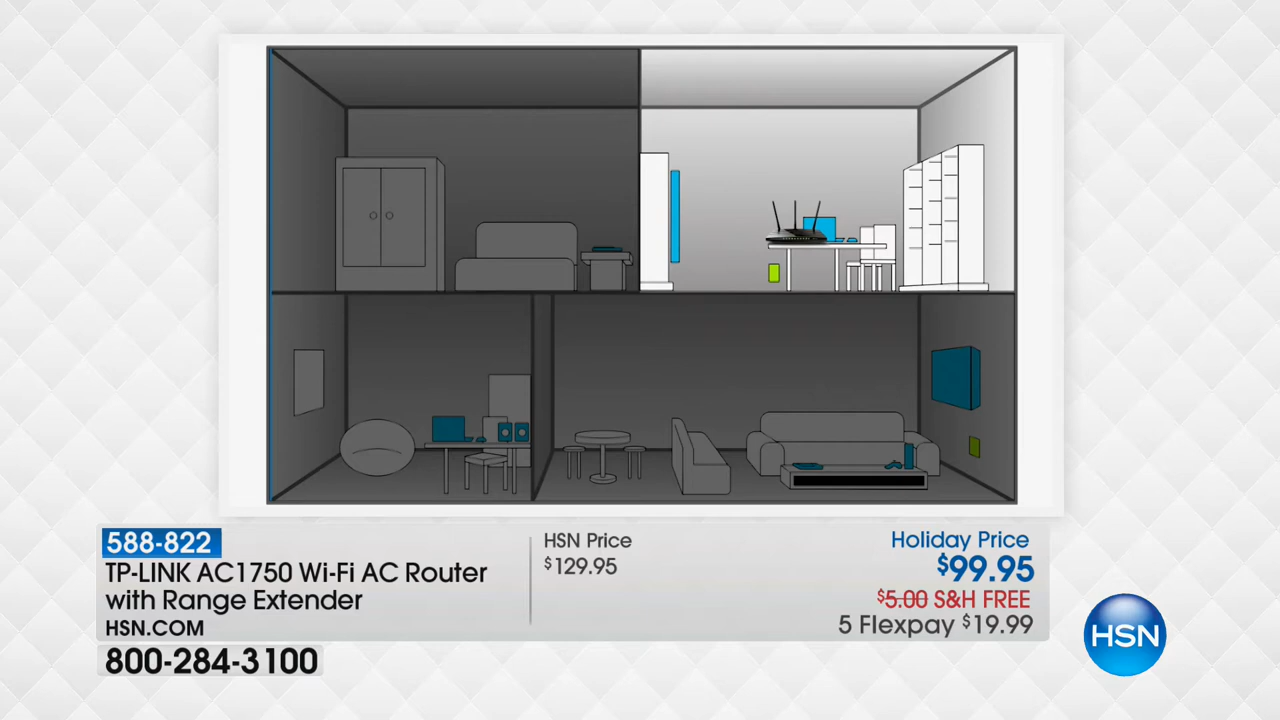 588-822
TP-LINK AC1750 Wi-Fi AC Router
with Range Extender
HSN.COM
800-284-3100
HSN Price
$129.95
Holiday Price
$99.95
$5.00 S&H FREE
5 Flexpay $19.99
HSN